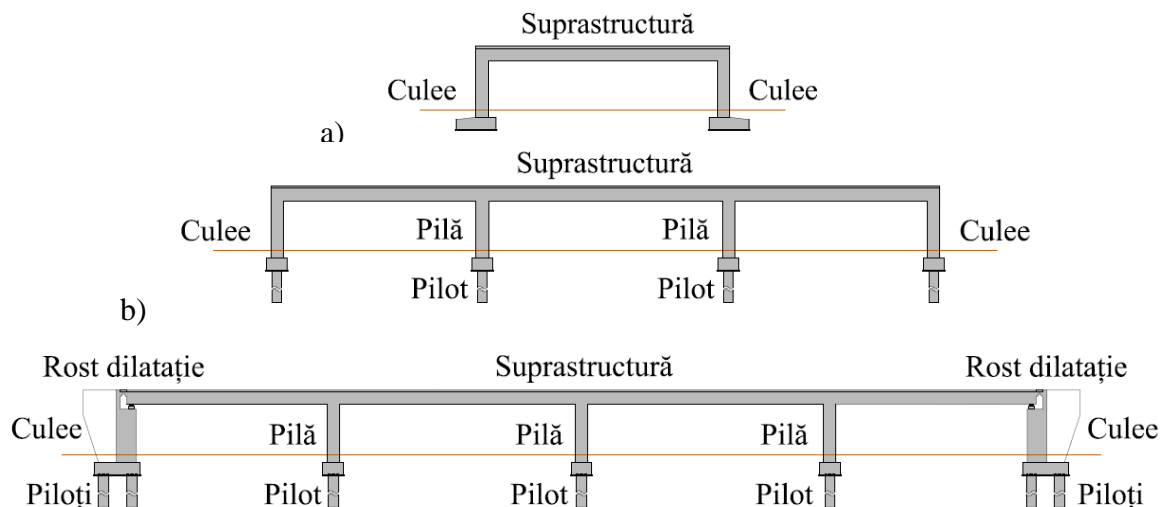 Suprastructură
Culee Culee
a)
Suprastructură
Culee Pilă Pilă Culee
Pilot Pilot
b)
Rost dilatație Suprastructură Rost dilatație
Culee Pilă Pilă Pilă Culee
Piloți Pilot Pilot Pilot Piloți